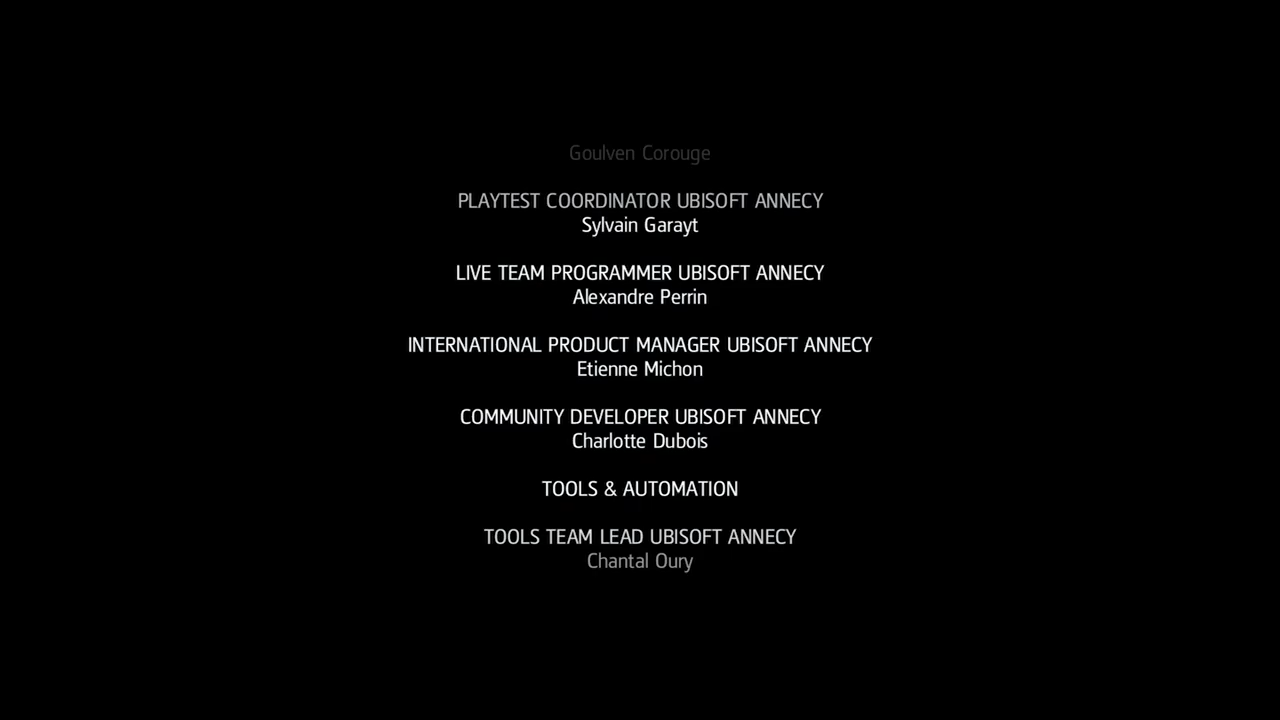 Goulven Corouge
PLAYTEST COORDINATOR UBISOFT ANNECY
Sylvain Garayt
LIVE TEAM PROGRAMMER UBISOFT ANNECY
Alexandre Perrin
INTERNATIONAL PRODUCT MANAGER UBISOFT ANNECY
Etienne Michon
COMMUNITY DEVELOPER UBISOFT ANNECY
Charlotte Dubois
TOOLS & AUTOMATION
TOOLS TEAM LEAD UBISOFT ANNECY
Chantal Oury